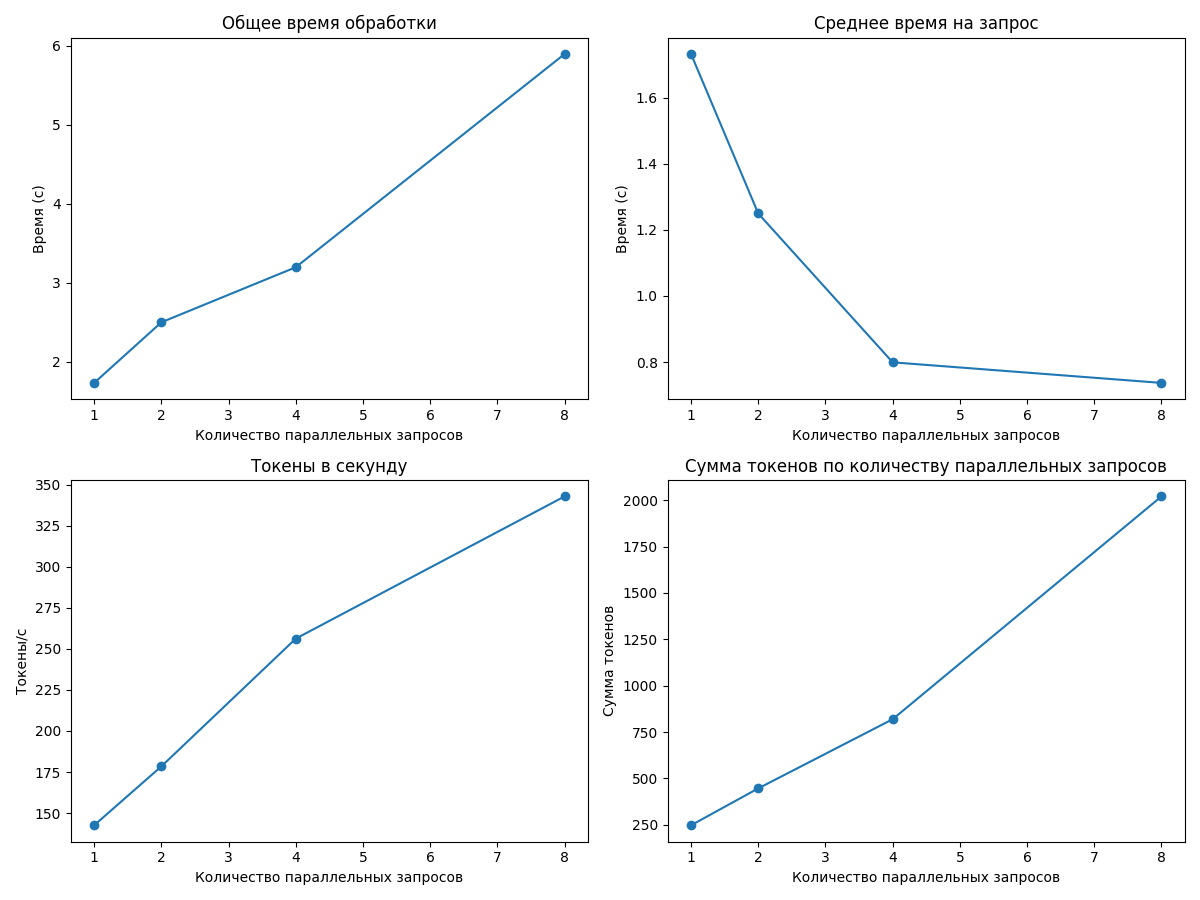 Общее время обработки
6
5
4
3
2
Время (с)
1 2 3 4 5 6 7 8
Количество параллельных запросов
Среднее время на запрос
1.6
1.4
1.2
1.0
0.8
Время (с)
1 2 3 4 5 6 7 8
Количество параллельных запросов
Токены в секунду
350
325
300
275
250
225
200
175
150
Токены/с
1 2 3 4 5 6 7 8
Количество параллельных запросов
Сумма токенов по количеству параллельных запросов
2000
1750
1500
1250
1000
750
500
250
Сумма токенов
1 2 3 4 5 6 7 8
Количество параллельных запросов